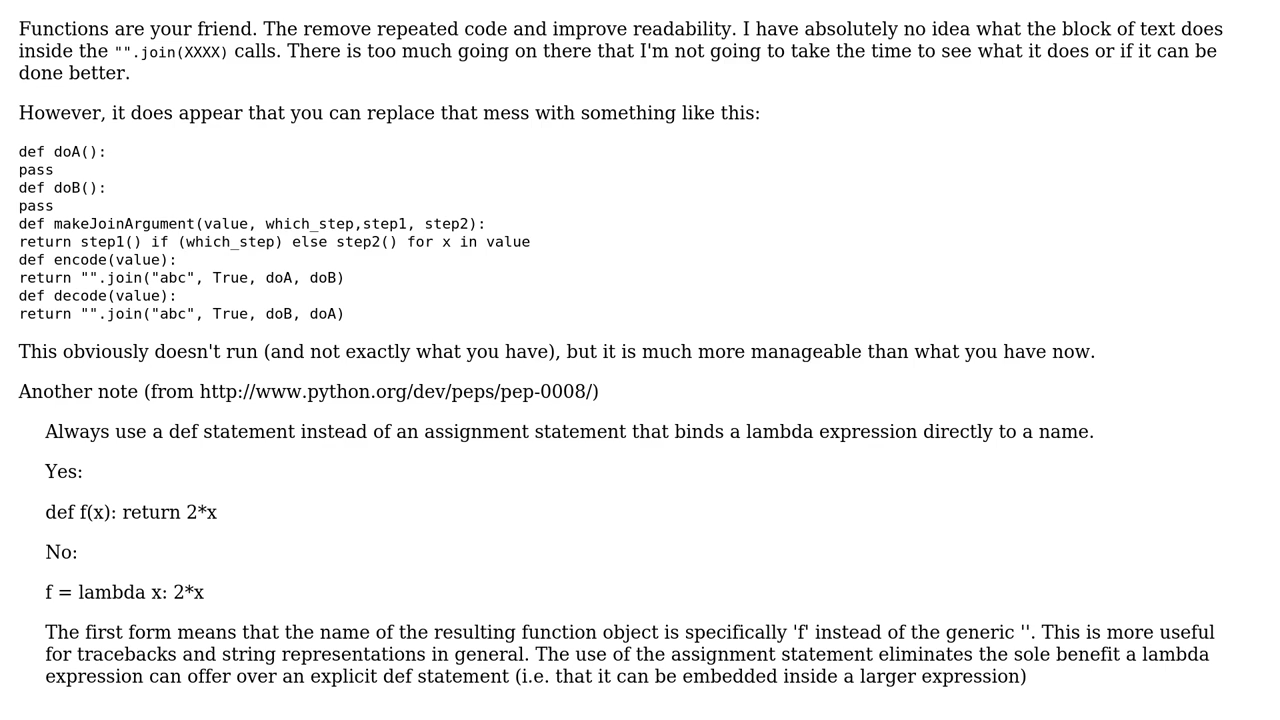 Functions are your friend. The remove repeated code and improve readability. I have absolutely no idea what the block of text does
inside the "".join(XXXX) calls. There is too much going on there that I'm not going to take the time to see what it does or if it can be
done better.
However, it does appear that you can replace that mess with something like this:
def doA():
pass
def doB():
pass
def makeJoinArgument(value, which_step,step1, step2):
return step1() if (which_step) else step2() for x in value
def encode(value):
return "".join("abc", True, doA, doB)
def decode(value):
return "".join("abc", True, doB, doA)
This obviously doesn't run (and not exactly what you have), but it is much more manageable than what you have now.
Another note (from http://www.python.org/dev/peps/pep-0008/)
Always use a def statement instead of an assignment statement that binds a lambda expression directly to a name.
Yes:
def f(x): return 2*x
No:
f = lambda x: 2*x
The first form means that the name of the resulting function object is specifically 'f' instead of the generic ''. This is more useful
for tracebacks and string representations in general. The use of the assignment statement eliminates the sole benefit a lambda
expression can offer over an explicit def statement (i.e. that it can be embedded inside a larger expression)